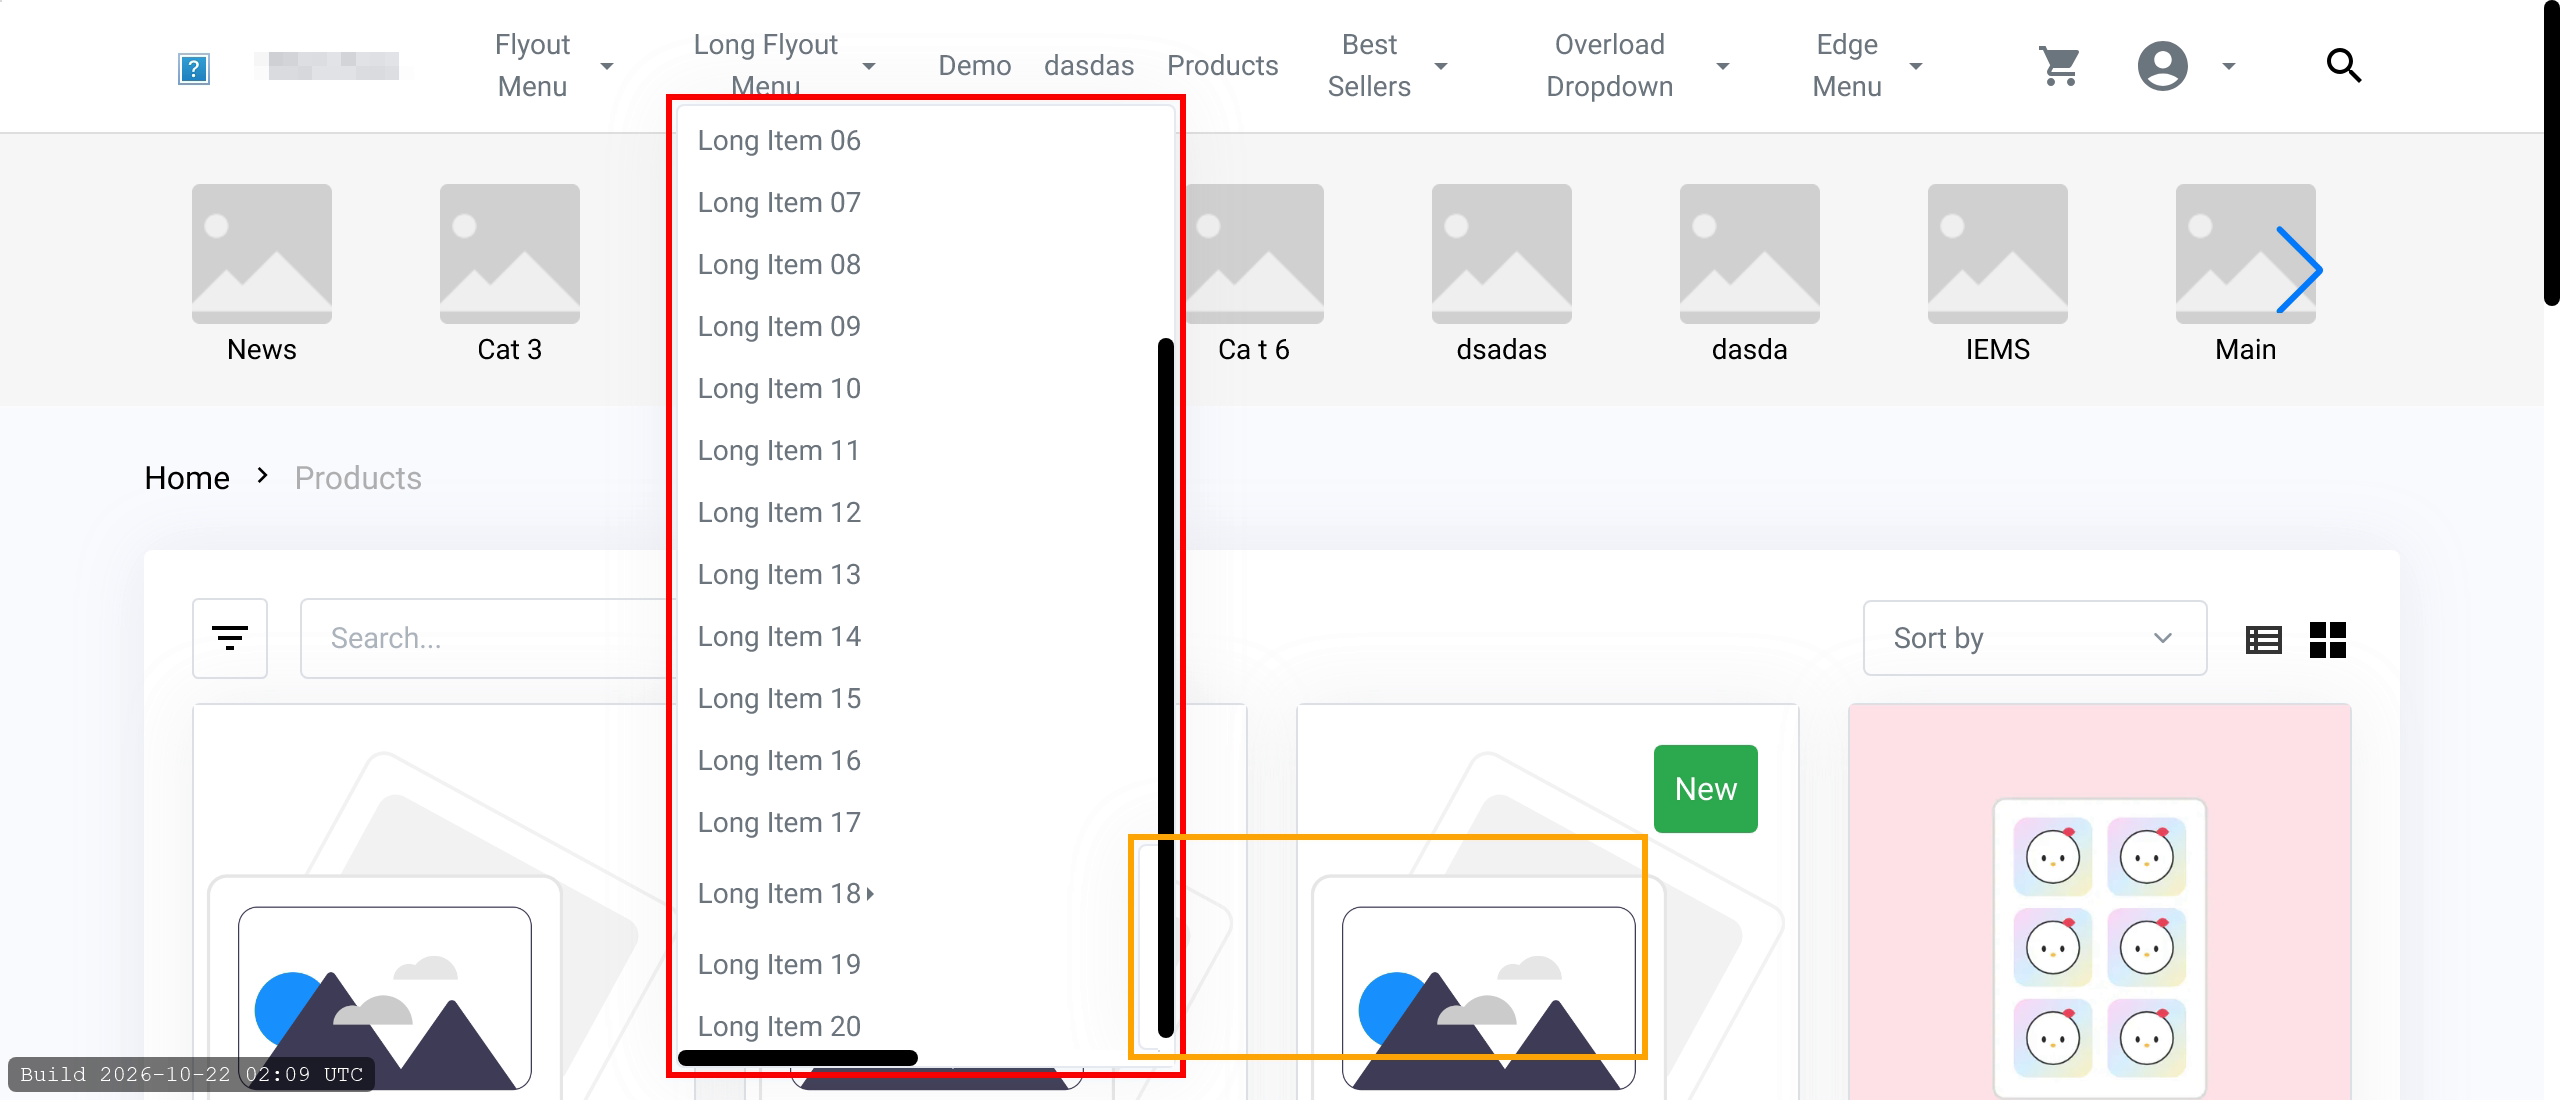 ?
Flyout
Menu
Long Flyout
Menu
Demo
dasdas
Products
Best
Sellers
Overload
Dropdown
Edge
Menu
Long Item 06
Long Item 07
Long Item 08
Long Item 09
Long Item 10
Long Item 11
Long Item 12
Long Item 13
Long Item 14
Long Item 15
Long Item 16
Long Item 17
Long Item 18
Long Item 19
Long Item 20
News
Cat 3
Ca t 6
dsadas
dasda
IEMS
Main
Home
Products
Search...
Sort by
New
Build 2026-10-22 02:09 UTC